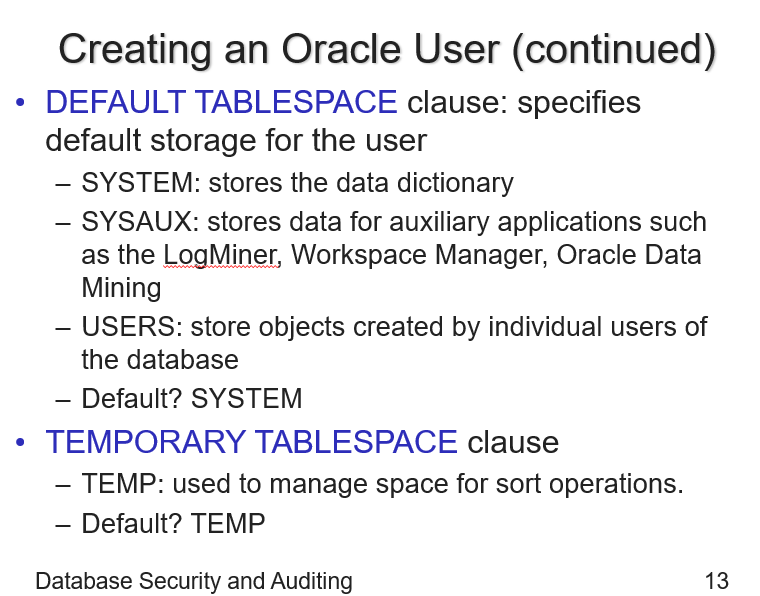 Creating an Oracle User (continued)
• DEFAULT TABLESPACE clause: specifies
default storage for the user
– SYSTEM: stores the data dictionary
– SYSAUX: stores data for auxiliary applications such
as the LogMiner, Workspace Manager, Oracle Data
Mining
– USERS: store objects created by individual users of
the database
– Default? SYSTEM
• TEMPORARY TABLESPACE clause
– TEMP: used to manage space for sort operations.
– Default? TEMP
Database Security and Auditing 13